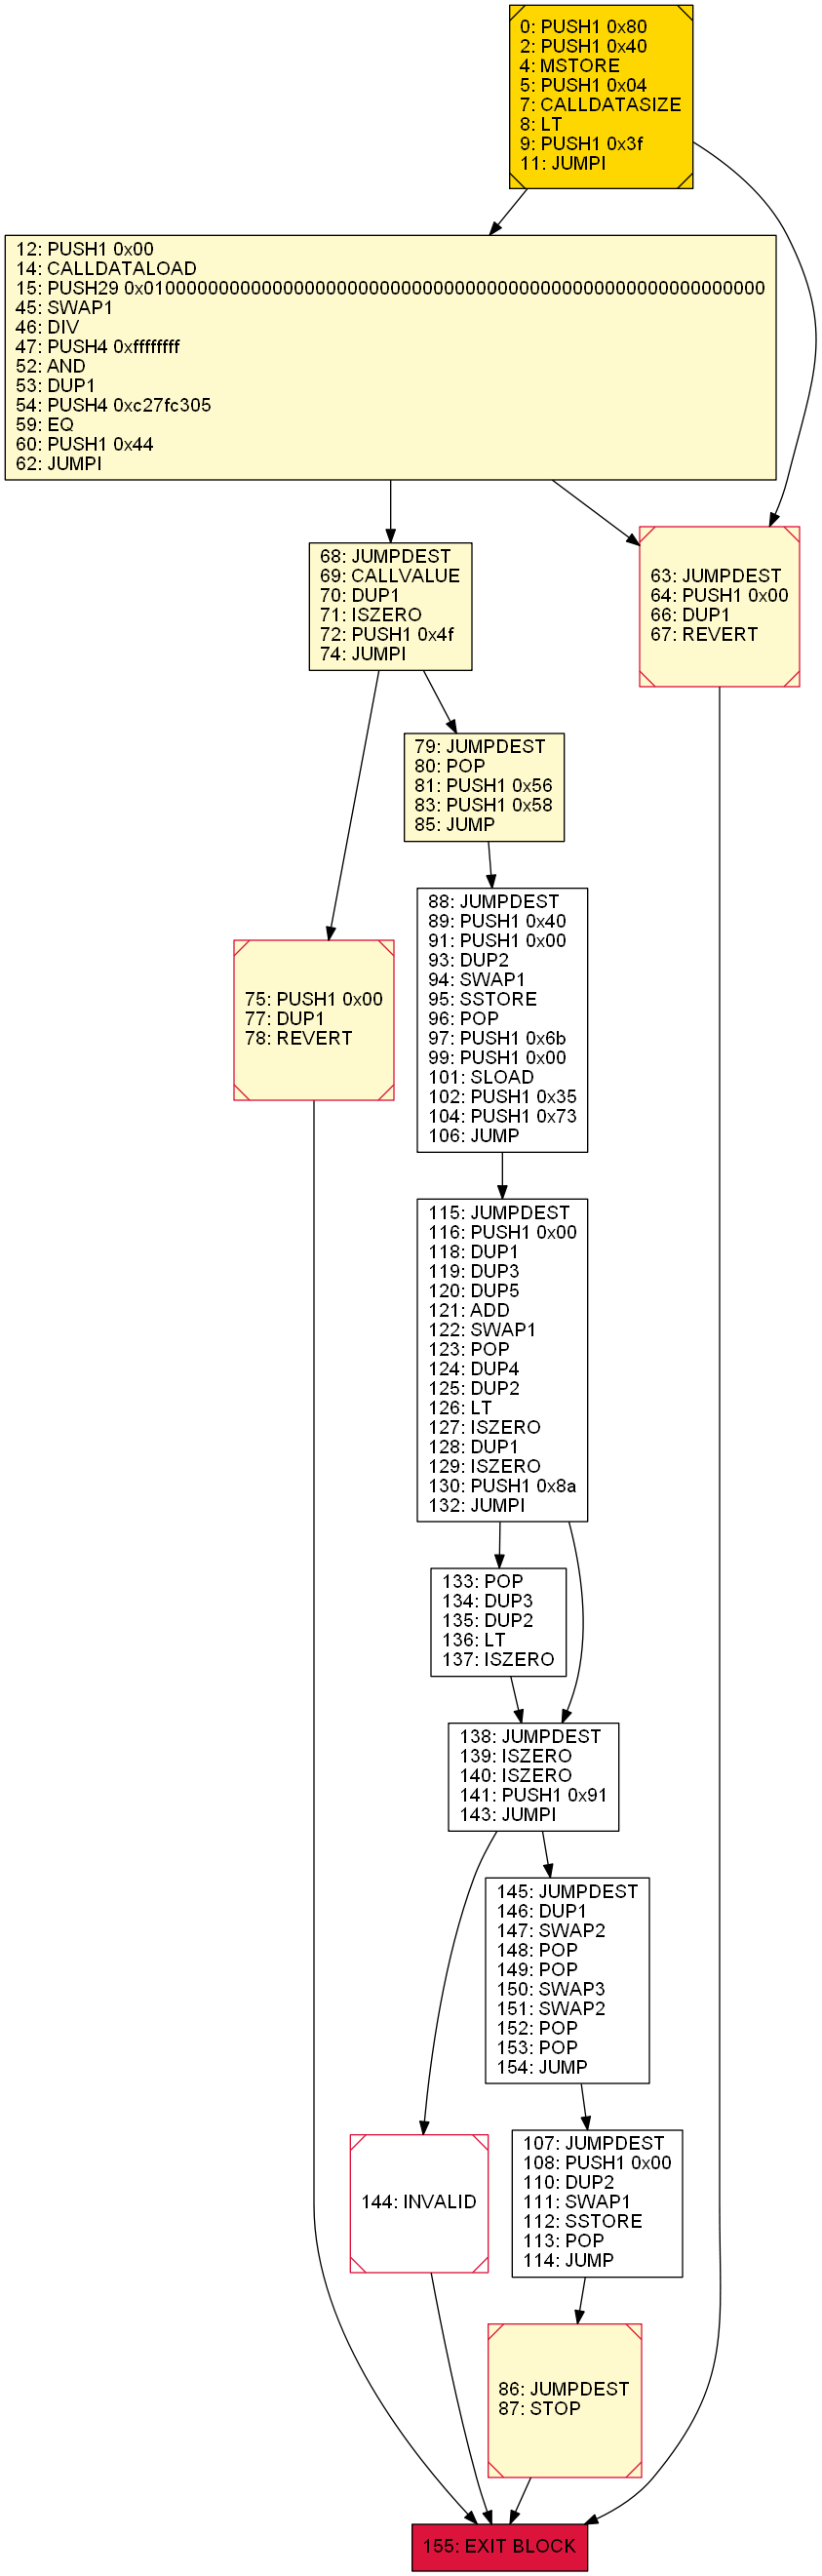 0: PUSH1 0x80
2: PUSH1 0x40
4: MSTORE
5: PUSH1 0x04
7: CALLDATASIZE
8: LT
9: PUSH1 0x3f
11: JUMPI
12: PUSH1 0x00
14: CALLDATALOAD
15: PUSH29 0x0100000000000000000000000000000000000000000000000000000000
45: SWAP1
46: DIV
47: PUSH4 0xffffffff
52: AND
53: DUP1
54: PUSH4 0xc27fc305
59: EQ
60: PUSH1 0x44
62: JUMPI
68: JUMPDEST
69: CALLVALUE
70: DUP1
71: ISZERO
72: PUSH1 0x4f
74: JUMPI
63: JUMPDEST
64: PUSH1 0x00
66: DUP1
67: REVERT
79: JUMPDEST
80: POP
81: PUSH1 0x56
83: PUSH1 0x58
85: JUMP
88: JUMPDEST
89: PUSH1 0x40
91: PUSH1 0x00
93: DUP2
94: SWAP1
95: SSTORE
96: POP
97: PUSH1 0x6b
99: PUSH1 0x00
101: SLOAD
102: PUSH1 0x35
104: PUSH1 0x73
106: JUMP
75: PUSH1 0x00
77: DUP1
78: REVERT
115: JUMPDEST
116: PUSH1 0x00
118: DUP1
119: DUP3
120: DUP5
121: ADD
122: SWAP1
123: POP
124: DUP4
125: DUP2
126: LT
127: ISZERO
128: DUP1
129: ISZERO
130: PUSH1 0x8a
132: JUMPI
133: POP
134: DUP3
135: DUP2
136: LT
137: ISZERO
138: JUMPDEST
139: ISZERO
140: ISZERO
141: PUSH1 0x91
143: JUMPI
145: JUMPDEST
146: DUP1
147: SWAP2
148: POP
149: POP
150: SWAP3
151: SWAP2
152: POP
153: POP
154: JUMP
144: INVALID
107: JUMPDEST
108: PUSH1 0x00
110: DUP2
111: SWAP1
112: SSTORE
113: POP
114: JUMP
86: JUMPDEST
87: STOP
155: EXIT BLOCK